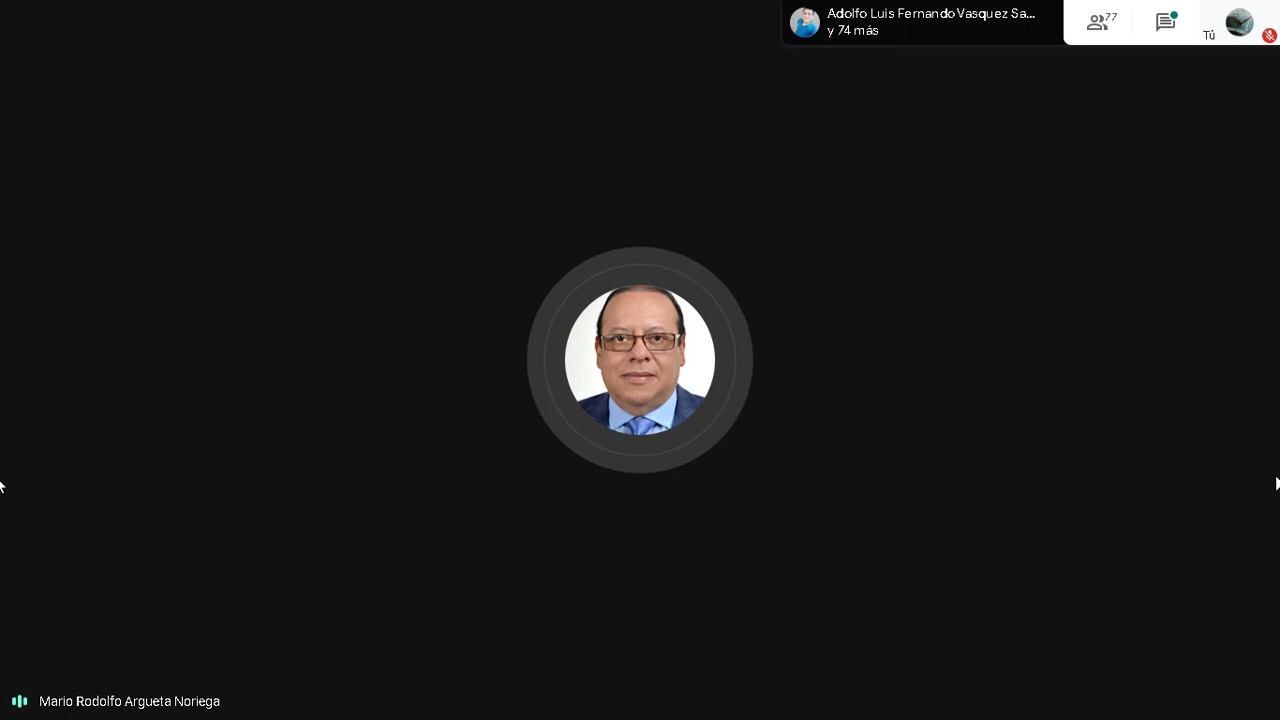 Adolfo Luis Fernando Vasquez Sa...
y 74 más
77
Tú
Mario Rodolfo Argueta Noriega